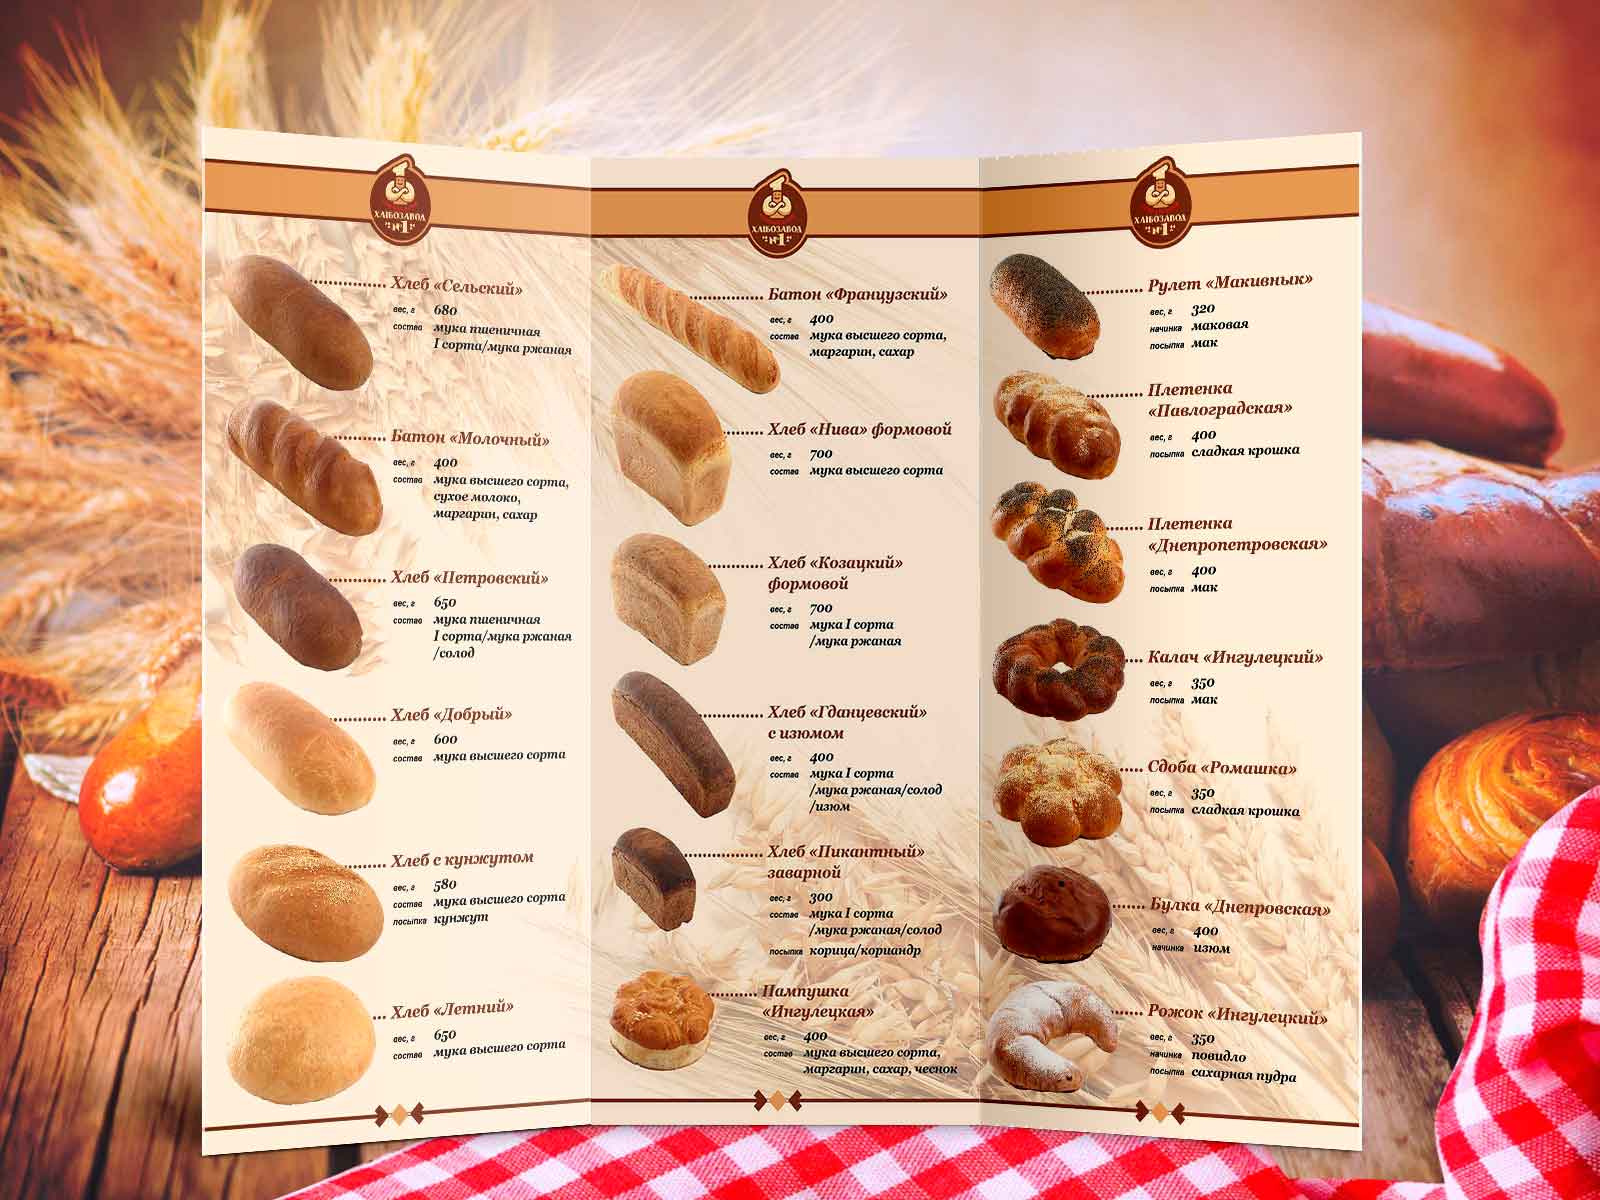 ХЛІБОЗАВОД
"№1"
Хлеб «Сельский»
вес, г 680
состав мука пшеничная
I сорта/мука ржаная
Батон «Молочный»
вес, г 400
состав мука высшего сорта,
сухое молоко,
маргарин, сахар
Хлеб «Петровский»
вес, г 650
состав мука пшеничная
I сорта/мука ржаная
/солод
Хлеб «Добрый»
вес, г 600
состав мука высшего сорта
Хлеб с кунжутом
вес, г 580
состав мука высшего сорта
посыпка кунжут
Хлеб «Летний»
вес, г 650
состав мука высшего сорта
ХЛІБОЗАВОД
"№1"
Батон «Французский»
вес, г 400
состав мука высшего сорта,
маргарин, сахар
Хлеб «Нива» формовой
вес, г 700
состав мука высшего сорта
Хлеб «Козацкий»
формовой
вес, г 700
состав мука I сорта
/мука ржаная
Хлеб «Гданцевский»
с изюмом
вес, г 400
состав мука I сорта
/мука ржаная/солод
/изюм
Хлеб «Пикантный»
заварной
вес, г 300
состав мука I сорта
/мука ржаная/солод
посыпка корица/кориандр
Пампушка
«Ингулецкая»
вес, г 400
состав мука высшего сорта,
маргарин, сахар, чеснок
ХЛІБОЗАВОД
"№1"
Рулет «Макивнык»
вес, г 320
начинка маковая
посыпка мак
Плетенка
«Павлоградская»
вес, г 400
посыпка сладкая крошка
Плетенка
«Днепропетровская»
вес, г 400
посыпка мак
Калач «Ингулецкий»
вес, г 350
посыпка мак
Сдоба «Ромашка»
вес, г 350
посыпка сладкая крошка
Булка «Днепровская»
вес, г 400
начинка изюм
Рожок «Ингулецкий»
вес, г 350
начинка повидло
посыпка сахарная пудра